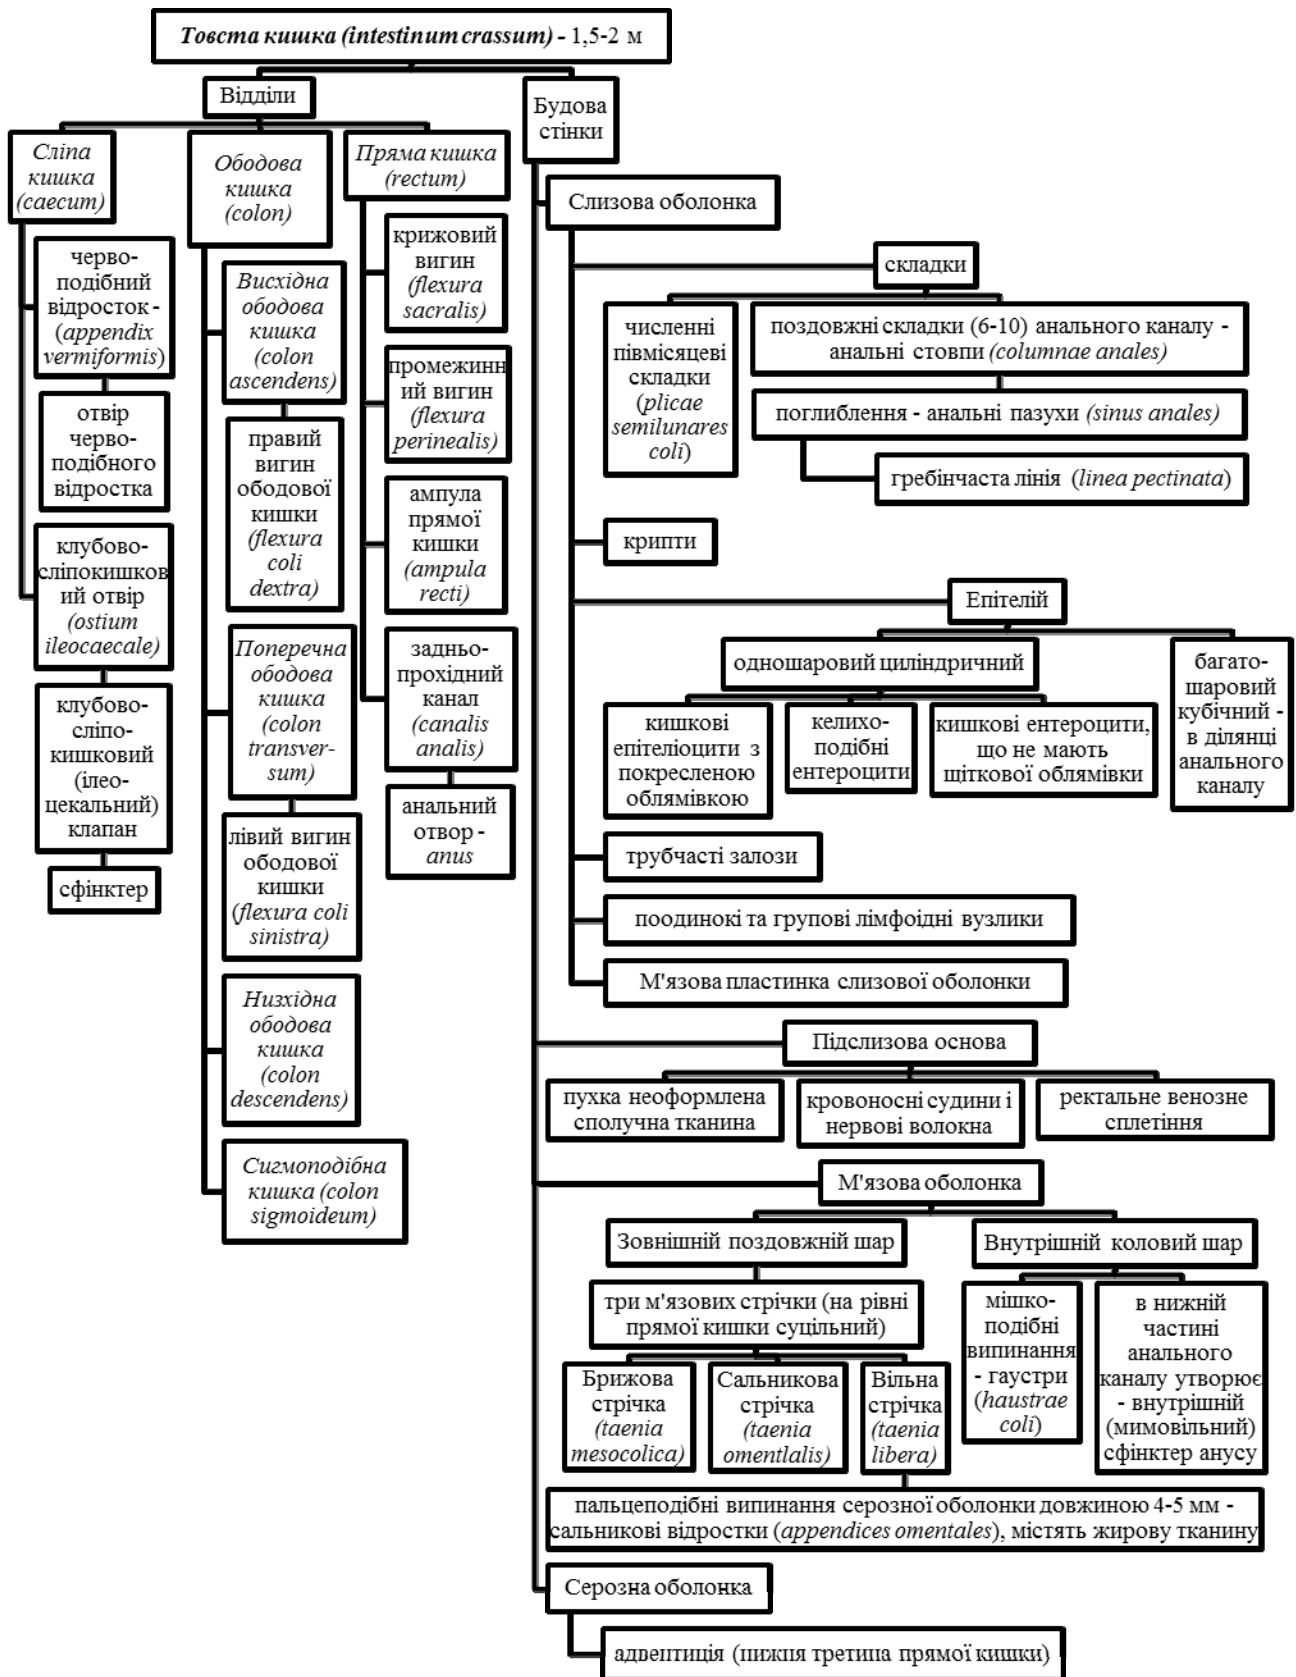 Товста кишка (intestinum crassum) - 1,5-2 м
Відділи
Сліпа
кишка
(caecum)
черво-
подібний
відросток -
(appendix
vermiformis)
отвір
черво-
подібного
відростка
клубово-
сліпокишков
ий отвір
(ostium
ileocaecale)
клубово-
сліпо-
кишковий
(ілео-
цекальний)
клапан
сфінктер
Ободова
кишка
(colon)
Висхідна
ободова
кишка
(colon
ascendens)
правий
вигин
ободової
кишки
(flexura
coli
dextra)
Поперечна
ободова
кишка
(colon
transver-
sum)
лівий вигин
ободової
кишки
(flexura coli
sinistra)
Низхідна
ободова
кишка
(colon
descendens)
Сигмоподібна
кишка (colon
sigmoideum)
Пряма кишка
(rectum)
крижовий
вигин
(flexura
sacralis)
промежинн
ий вигин
(flexura
perinealis)
ампула
прямої
кишки
(ampula
recti)
задньо-
прохідний
канал
(canalis
analis)
анальний
отвор -
anus
Будова
стінки
Слизова оболонка
складки
численні
півмісяцеві
складки
(plicae
semilunares
coli)
поздовжні складки (6-10) анального каналу -
анальні стовпи (columnae anales)
поглиблення - анальні пазухи (sinus anales)
гребінчаста лінія (linea pectinata)
крипти
Епітелій
одношаровий циліндричний
кишкові
епітеліоцити з
покресленою
облямівкою
келихо-
подібні
ентероцити
кишкові ентероцити,
що не мають
щіткової облямівки
багато-
шаровий
кубічний -
в ділянці
анального
каналу
трубчасті залози
поодинокі та групові лімфоїдні вузлики
М'язова пластинка слизової оболонки
Підслизова основа
пухка неоформлена
сполучна тканина
кровоносні судини і
нервові волокна
ректальне венозне
сплетіння
М'язова оболонка
Зовнішній поздовжній шар
три м'язових стрічки (на рівні
прямої кишки суцільний)
Брижова
стрічка
(taenia
mesocolica)
Сальникова
стрічка
(taenia
omentlalis)
Вільна
стрічка
(taenia
libera)
пальцеподібні випинання серозної оболонки довжиною 4-5 мм -
сальникові відростки (appendices omentales), містять жирову тканину
Внутрішній коловий шар
мішко-
подібні
випинання
- гаустри
(haustrae
coli)
в нижній
частині
анального
каналу утворює
- внутрішній
(мимовільний)
сфінктер анусу
Серозна оболонка
адвентиція (нижня третина прямої кишки)